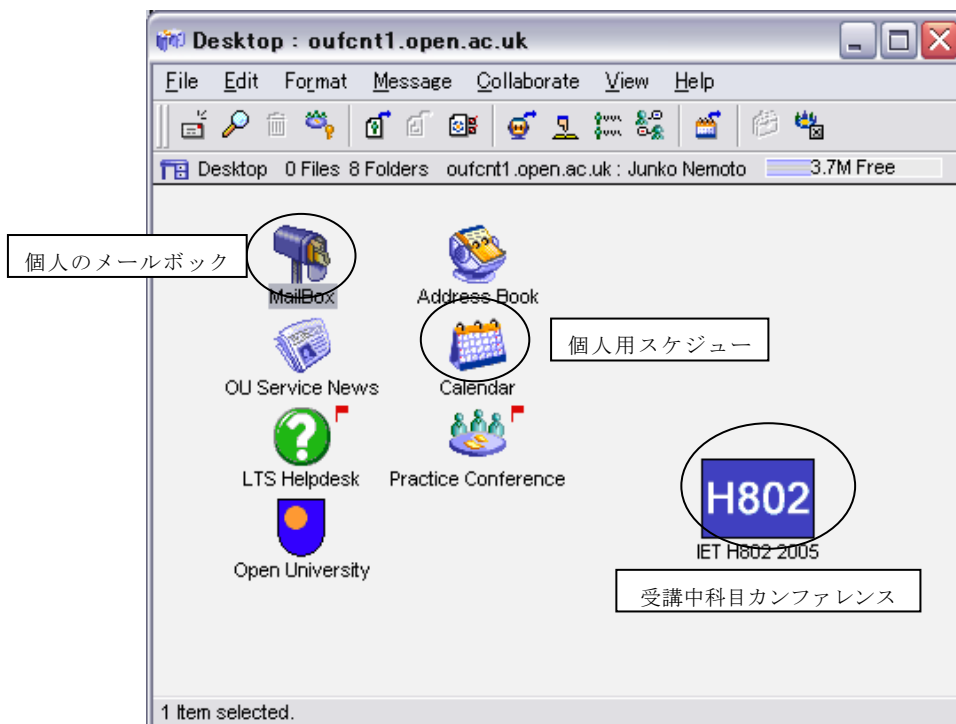 Desktop : oufcnt1.open.ac.uk
File Edit Format Message Collaborate View Help
Desktop 0 Files 8 Folders oufcnt1.open.ac.uk : Junko Nemoto 3.7M Free
個人のメールボック
MailBox
Address Book
個人用スケジュー
OU Service News
Calendar
LTS Helpdesk
Practice Conference
H802
IET H802 2005
Open University
受講中科目カンファレンス
1 Item selected.